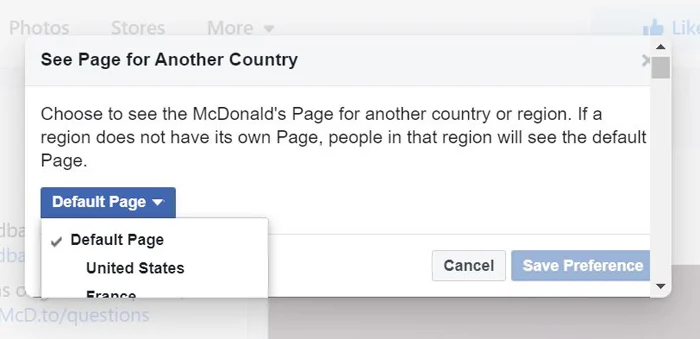 Photos Stores More
Like
See Page for Another Country
Choose to see the McDonald's Page for another country or region. If a
region does not have its own Page, people in that region will see the default
Page.
Default Page
Default Page
United States
France
Cancel
Save Preference
McD.to/questions